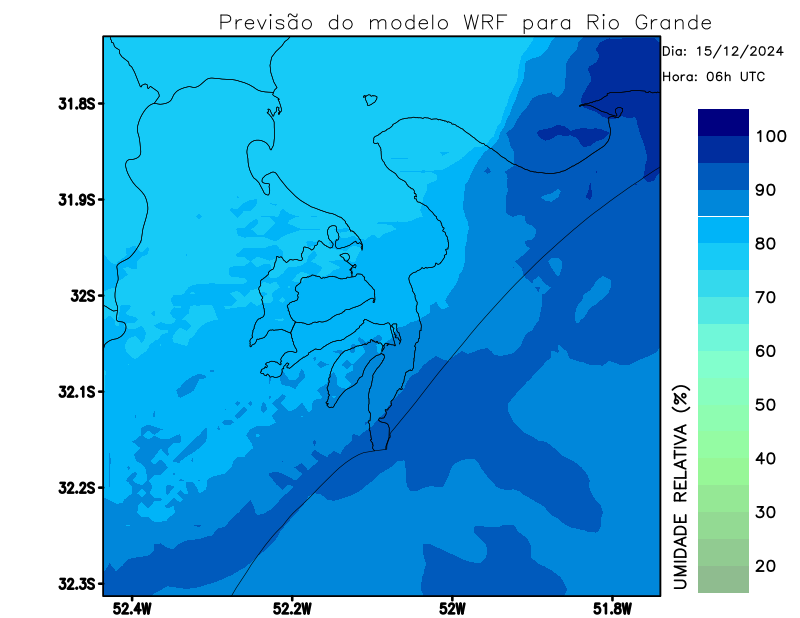 Previsão do modelo WRF para Rio Grande
Dia: 15/12/2024
Hora: 06h UTC
31.8S
31.9S
32S
32.1S
32.2S
32.3S
52.4W
52.2W
52W
51.8W
100
90
80
70
60
50
40
30
20
UMIDADE RELATIVA (%)